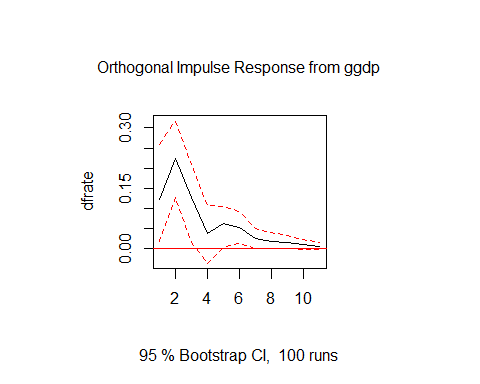 Orthogonal Impulse Response from ggdp
dfrate
0.30
0.15
0.00
2 4 6 8 10
95 % Bootstrap CI, 100 runs